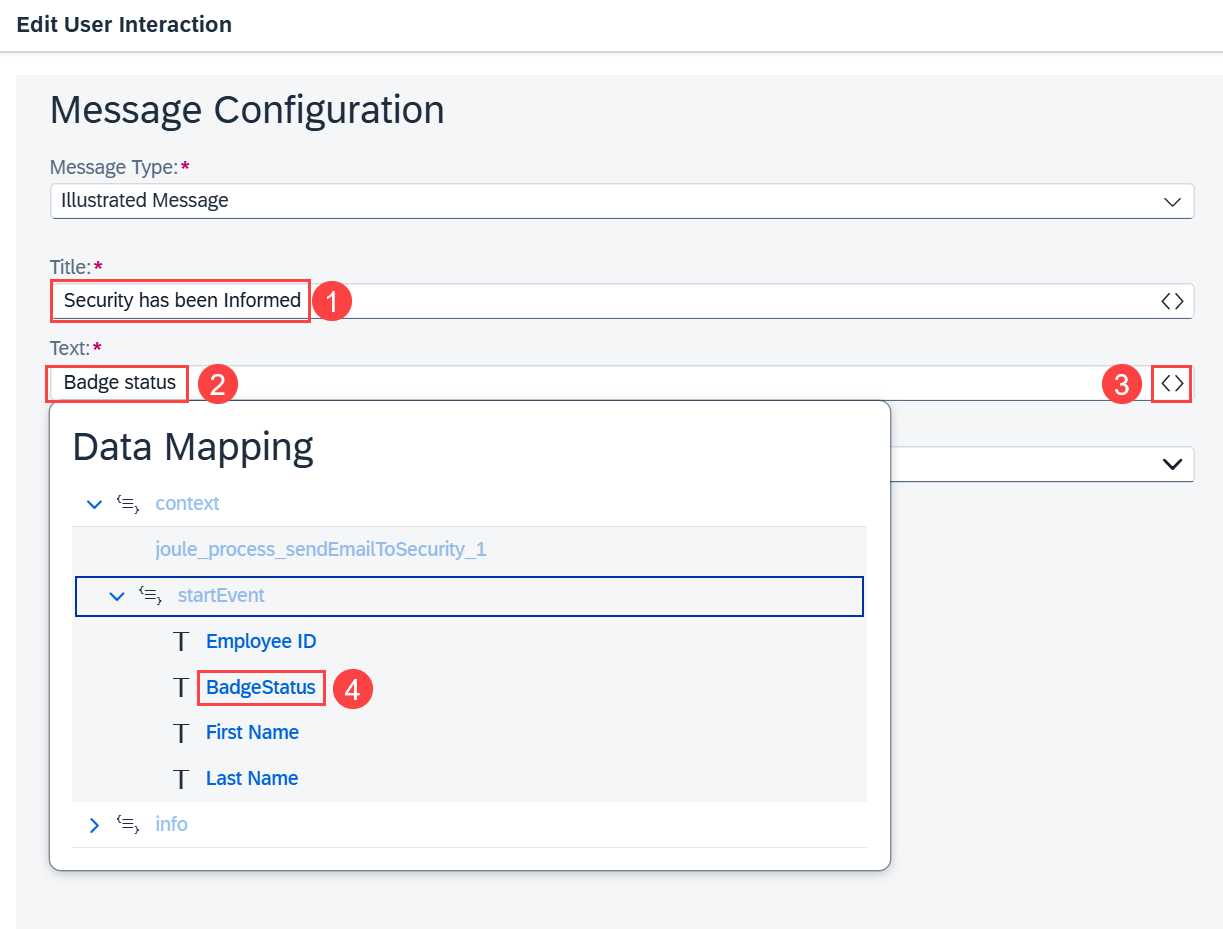 Edit User Interaction
Message Configuration
Message Type:*
Illustrated Message
Title:*
Security has been Informed 1
Text:*
Badge status 2 3
Data Mapping
context
joule_process_sendEmailToSecurity_1
startEvent
Employee ID
BadgeStatus 4
First Name
Last Name
info